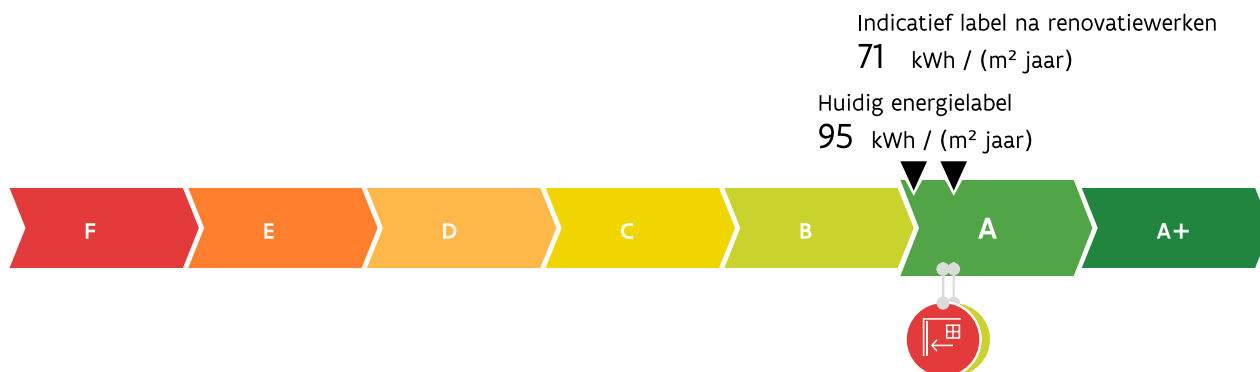 Indicatief label na renovatiewerken
71 kWh / (m² jaar)
Huidig energielabel
95 kWh / (m² jaar)
F E D C B A A+